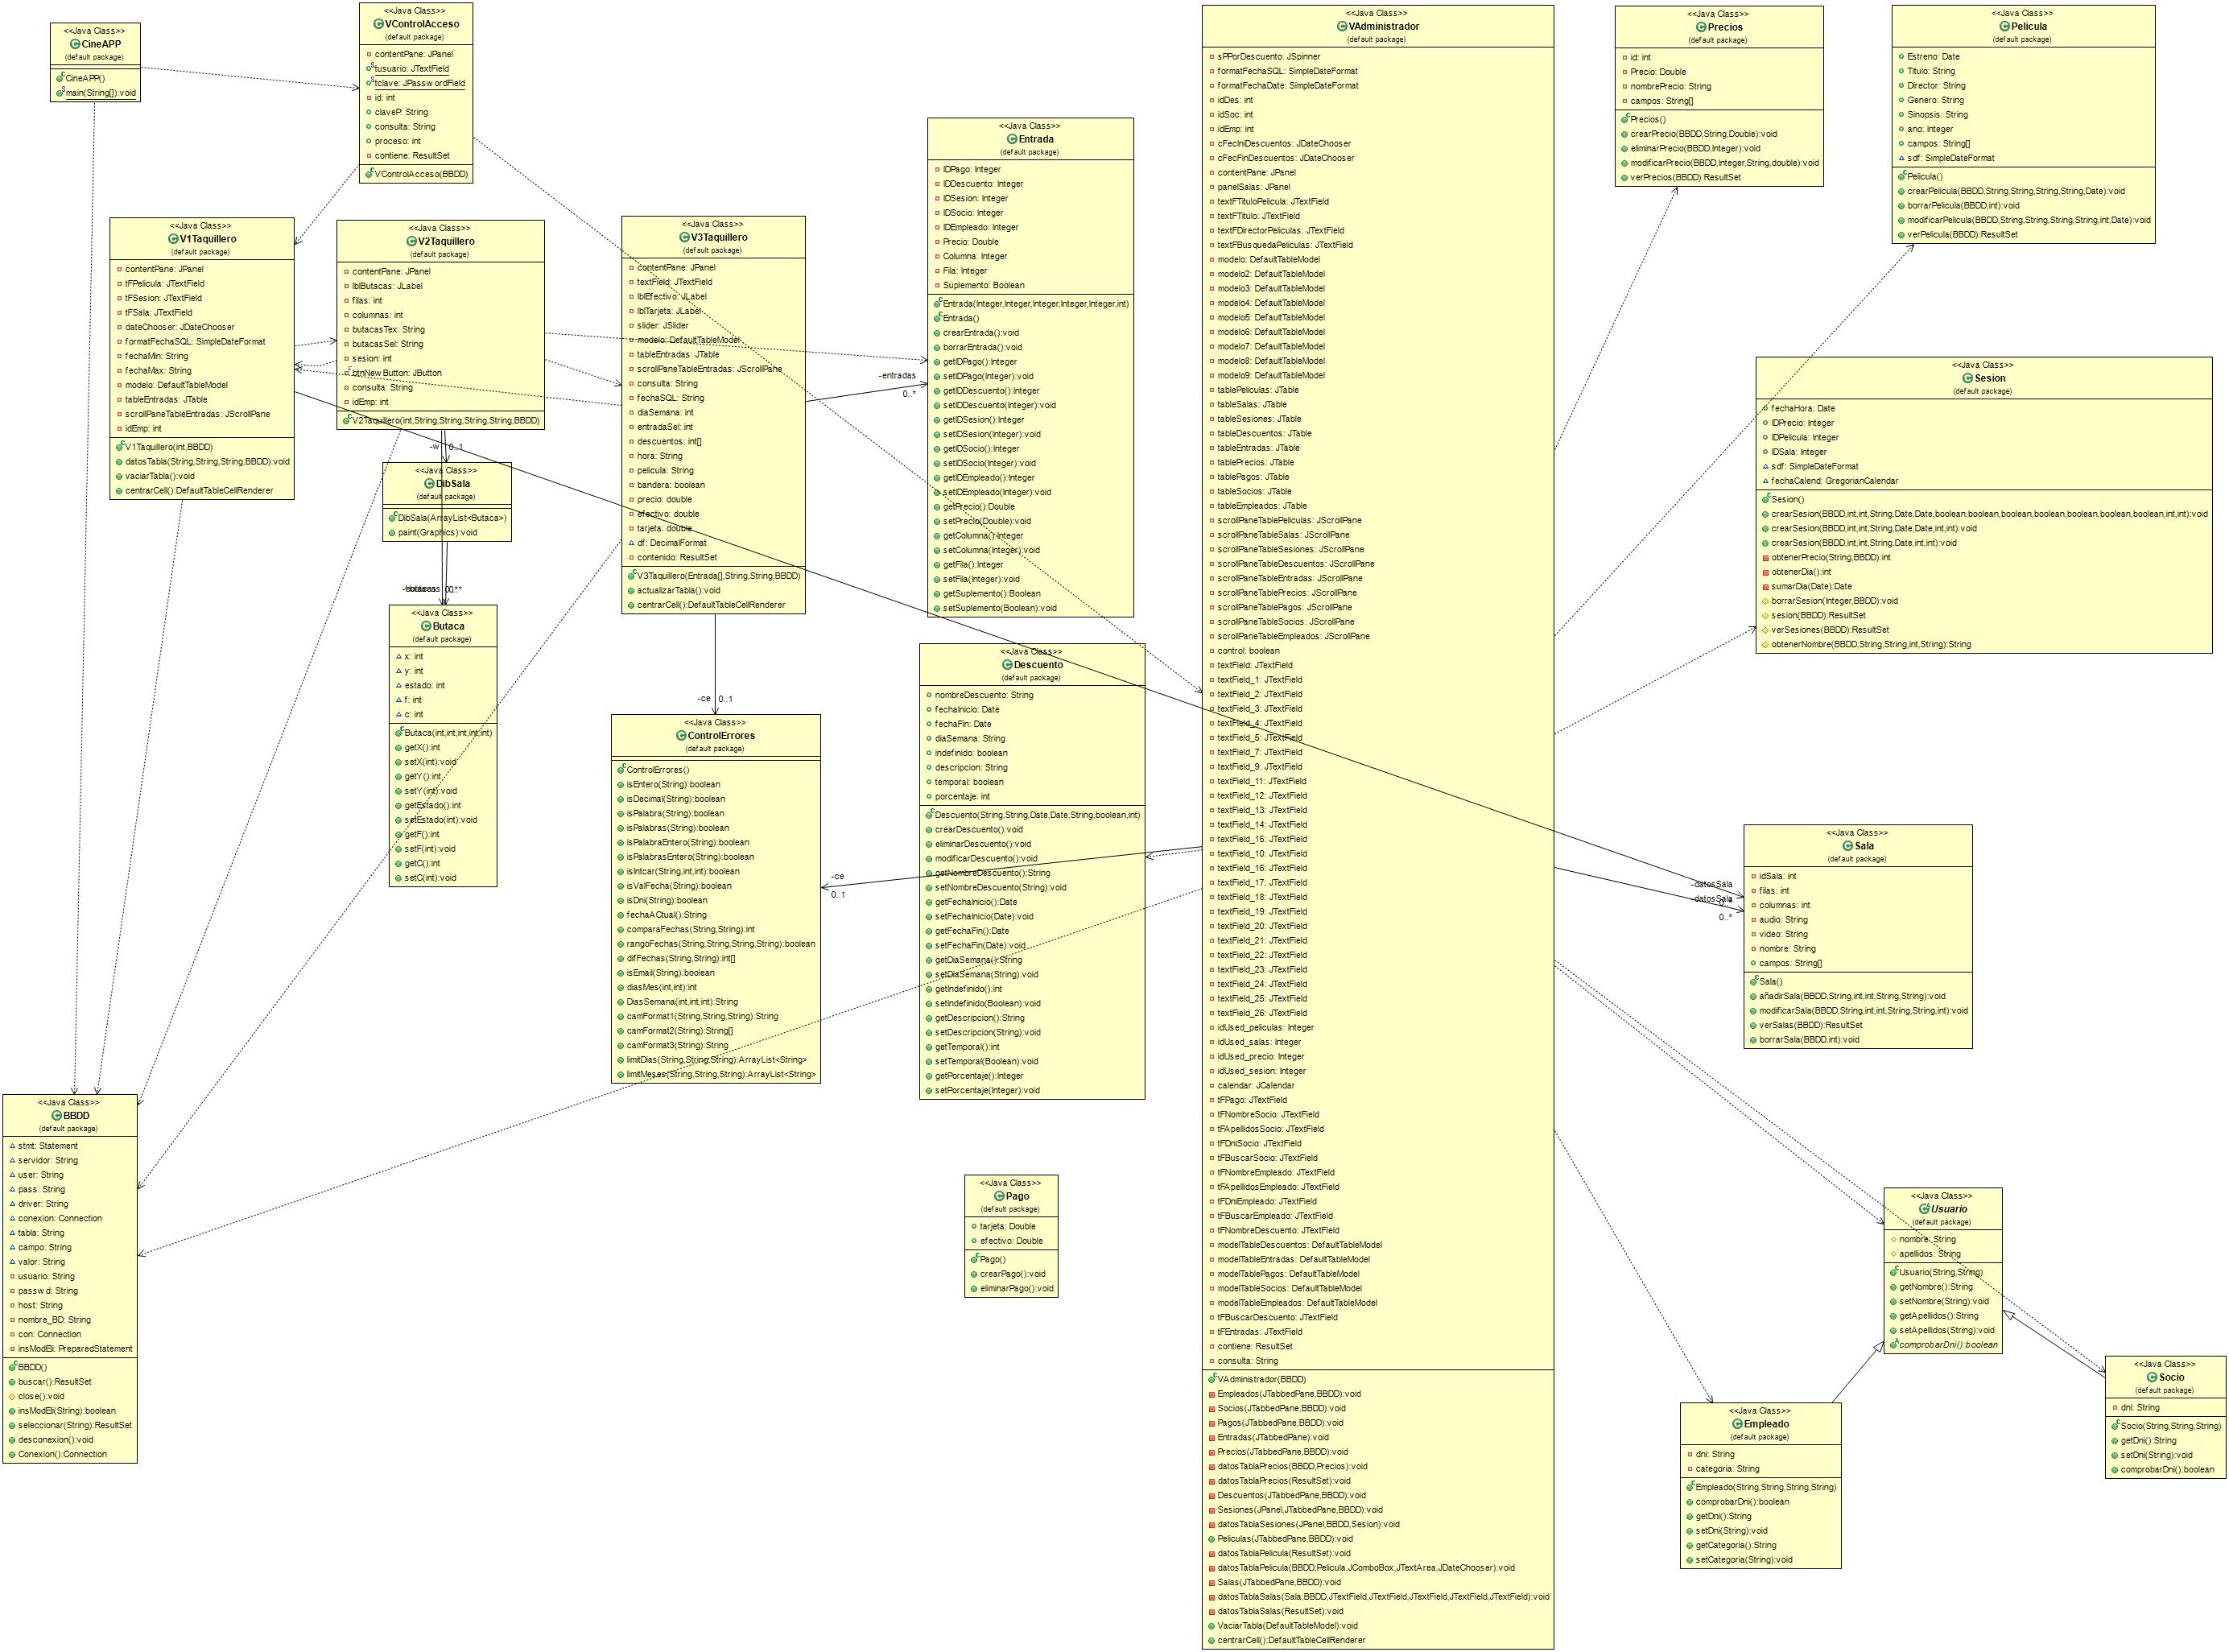 <<Java Class>>
CineAPP
(default package)
CineAPP()
main(String[]):void
<<Java Class>>
VControlAcceso
(default package)
contentPane: JPanel
tusuario: JTextField
tclave: JPasswordField
id: int
claveP: String
consulta: String
proceso: int
contiene: ResultSet
VControlAcceso(BBDD)
<<Java Class>>
V1Taquillero
(default package)
contentPane: JPanel
tFPelicula: JTextField
tFSesion: JTextField
tFSala: JTextField
dateChooser: JDateChooser
formatFechaSQL: SimpleDateFormat
fechaMin: String
fechaMax: String
modelo: DefaultTableModel
tableEntradas: JTable
scrollPaneTableEntradas: JScrollPane
idEmp: int
V1Taquillero(int,BBDD)
datosTabla(String,String,String,BBDD):void
vaciarTabla():void
centrarCell():DefaultTableCellRenderer
<<Java Class>>
V2Taquillero
(default package)
contentPane: JPanel
lblButacas: JLabel
filas: int
columnas: int
butacasTex: String
butacasSel: String
sesion: int
btnNewButton: JButton
consulta: String
idEmp: int
V2Taquillero(int,String,String,String,String,BBDD)
-w
0..1
<<Java Class>>
DibSala
(default package)
DibSala(ArrayList<Butaca>)
paint(Graphics):void
-butacas
0..*
<<Java Class>>
Butaca
(default package)
x: int
y: int
estado: int
f: int
c: int
Butaca(int,int,int,int,int)
getX():int
setX(int):void
getY():int
setY(int):void
getEstado():int
setEstado(int):void
getF():int
setF(int):void
getC():int
setC(int):void
<<Java Class>>
V3Taquillero
(default package)
contentPane: JPanel
textField: JTextField
lblEfectivo: JLabel
lblTarjeta: JLabel
slider: JSlider
modelo: DefaultTableModel
tableEntradas: JTable
scrollPaneTableEntradas: JScrollPane
consulta: String
fechaSQL: String
diaSemana: int
entradaSel: int
descuentos: int[]
hora: String
pelicula: String
bandera: boolean
precio: double
efectivo: double
tarjeta: double
df: DecimalFormat
contenido: ResultSet
V3Taquillero(Entrada[],String,String,BBDD)
actualizarTabla():void
centrarCell():DefaultTableCellRenderer
-entradas
0..*
-ce
0..1
<<Java Class>>
ControlErrores
(default package)
ControlErrores()
isEntero(String):boolean
isDecimal(String):boolean
isPalabra(String):boolean
isPalabras(String):boolean
isPalabraEntero(String):boolean
isPalabrasEntero(String):boolean
isIntcar(String,int,int):boolean
isValFecha(String):boolean
isDni(String):boolean
fechaACtual():String
comparaFechas(String,String):int
rangoFechas(String,String,String,String):boolean
difFechas(String,String):int[]
isEmail(String):boolean
diasMes(int,int):int
DiasSemana(int,int,int):String
camFormat1(String,String,String):String
camFormat2(String):String[]
camFormat3(String):String
limitDias(String,String,String):ArrayList<String>
limitMeses(String,String,String):ArrayList<String>
<<Java Class>>
Entrada
(default package)
IDPago: Integer
IDDescuento: Integer
IDSesion: Integer
IDSocio: Integer
IDEmpleado: Integer
Precio: Double
Columna: Integer
Fila: Integer
Suplemento: Boolean
Entrada(Integer,Integer,Integer,Integer,Integer,int)
Entrada()
crearEntrada():void
borrarEntrada():void
getIDPago():Integer
setIDPago(Integer):void
getIDDescuento():Integer
setIDDescuento(Integer):void
getIDSesion():Integer
setIDSesion(Integer):void
getIDSocio():Integer
setIDSocio(Integer):void
getIDEmpleado():Integer
setIDEmpleado(Integer):void
getPrecio():Double
setPrecio(Double):void
getColumna():Integer
setColumna(Integer):void
getFila():Integer
setFila(Integer):void
getSuplemento():Boolean
setSuplemento(Boolean):void
<<Java Class>>
Descuento
(default package)
nombreDescuento: String
fechaInicio: Date
fechaFin: Date
diaSemana: String
indefinido: boolean
descripcion: String
temporal: boolean
porcentaje: int
Descuento(String,String,Date,Date,String,boolean,int)
crearDescuento():void
eliminarDescuento():void
modificarDescuento():void
getNombreDescuento():String
setNombreDescuento(String):void
getFechaInicio():Date
setFechaInicio(Date):void
getFechaFin():Date
setFechaFin(Date):void
getDiaSemana():String
setDiaSemana(String):void
getIndefinido():int
setIndefinido(Boolean):void
getDescripcion():String
setDescripcion(String):void
getTemporal():int
setTemporal(Boolean):void
getPorcentaje():Integer
setPorcentaje(Integer):void
-ce
0..1
<<Java Class>>
BBDD
(default package)
stmt: Statement
servidor: String
user: String
pass: String
driver: String
conexion: Connection
tabla: String
campo: String
valor: String
usuario: String
passwd: String
host: String
nombre_BD: String
con: Connection
insModEli: PreparedStatement
BBDD()
buscar():ResultSet
close():void
insModEli(String):boolean
seleccionar(String):ResultSet
desconexion():void
Conexion():Connection
<<Java Class>>
Pago
(default package)
tarjeta: Double
efectivo: Double
Pago()
crearPago():void
eliminarPago():void
<<Java Class>>
VAdministrador
(default package)
sPPorDescuento: JSpinner
formatFechaSQL: SimpleDateFormat
formatFechaDate: SimpleDateFormat
idDes: int
idSoc: int
idEmp: int
cFecIniDescuentos: JDateChooser
cFecFinDescuentos: JDateChooser
contentPane: JPanel
panelSalas: JPanel
textFTituloPelicula: JTextField
textFTitulo: JTextField
textFDirectorPeliculas: JTextField
textFBusquedaPeliculas: JTextField
modelo: DefaultTableModel
modelo2: DefaultTableModel
modelo3: DefaultTableModel
modelo4: DefaultTableModel
modelo5: DefaultTableModel
modelo6: DefaultTableModel
modelo7: DefaultTableModel
modelo8: DefaultTableModel
modelo9: DefaultTableModel
tablePeliculas: JTable
tableSalas: JTable
tableSesiones: JTable
tableDescuentos: JTable
tableEntradas: JTable
tablePrecios: JTable
tablePagos: JTable
tableSocios: JTable
tableEmpleados: JTable
scrollPaneTablePeliculas: JScrollPane
scrollPaneTableSalas: JScrollPane
scrollPaneTableSesiones: JScrollPane
scrollPaneTableDescuentos: JScrollPane
scrollPaneTableEntradas: JScrollPane
scrollPaneTablePrecios: JScrollPane
scrollPaneTablePagos: JScrollPane
scrollPaneTableSocios: JScrollPane
scrollPaneTableEmpleados: JScrollPane
control: boolean
textField: JTextField
textField_1: JTextField
textField_2: JTextField
textField_3: JTextField
textField_4: JTextField
textField_5: JTextField
textField_7: JTextField
textField_9: JTextField
textField_11: JTextField
textField_12: JTextField
textField_13: JTextField
textField_14: JTextField
textField_15: JTextField
textField_10: JTextField
textField_16: JTextField
textField_17: JTextField
textField_18: JTextField
textField_19: JTextField
textField_20: JTextField
textField_21: JTextField
textField_22: JTextField
textField_23: JTextField
textField_24: JTextField
textField_25: JTextField
textField_26: JTextField
idUsed_peliculas: Integer
idUsed_salas: Integer
idUsed_precio: Integer
idUsed_sesion: Integer
calendar: JCalendar
tFPago: JTextField
tFNombreSocio: JTextField
tFApellidosSocio: JTextField
tFDniSocio: JTextField
tFBuscarSocio: JTextField
tFNombreEmpleado: JTextField
tFApellidosEmpleado: JTextField
tFDniEmpleado: JTextField
tFBuscarEmpleado: JTextField
tFNombreDescuento: JTextField
modelTableDescuentos: DefaultTableModel
modelTableEntradas: DefaultTableModel
modelTablePagos: DefaultTableModel
modelTableSocios: DefaultTableModel
modelTableEmpleados: DefaultTableModel
tFBuscarDescuento: JTextField
tFEntradas: JTextField
contiene: ResultSet
consulta: String
VAdministrador(BBDD)
Empleados(JTabbedPane,BBDD):void
Socios(JTabbedPane,BBDD):void
Pagos(JTabbedPane,BBDD):void
Entradas(JTabbedPane):void
Precios(JTabbedPane,BBDD):void
datosTablaPrecios(BBDD,Precios):void
datosTablaPrecios(ResultSet):void
Descuentos(JTabbedPane,BBDD):void
Sesiones(JPanel,JTabbedPane,BBDD):void
datosTablaSesiones(JPanel,BBDD,Sesion):void
Peliculas(JTabbedPane,BBDD):void
datosTablaPelicula(ResultSet):void
datosTablaPelicula(BBDD,Pelicula,JComboBox,JTextArea,JDateChooser):void
Salas(JTabbedPane,BBDD):void
datosTablaSalas(Sala,BBDD,JTextField,JTextField,JTextField,JTextField,JTextField):void
datosTablaSalas(ResultSet):void
VaciarTabla(DefaultTableModel):void
centrarCell():DefaultTableCellRenderer
<<Java Class>>
Precios
(default package)
id: int
Precio: Double
nombrePrecio: String
campos: String[]
Precios()
crearPrecio(BBDD,String,Double):void
eliminarPrecio(BBDD,Integer):void
modificarPrecio(BBDD,Integer,String,double):void
verPrecios(BBDD):ResultSet
<<Java Class>>
Pelicula
(default package)
Estreno: Date
Titulo: String
Director: String
Genero: String
Sinopsis: String
ano: Integer
campos: String[]
sdf: SimpleDateFormat
Pelicula()
crearPelicula(BBDD,String,String,String,String,Date):void
borrarPelicula(BBDD,int):void
modificarPelicula(BBDD,String,String,String,String,int,Date):void
verPelicula(BBDD):ResultSet
<<Java Class>>
Sesion
(default package)
fechaHora: Date
IDPrecio: Integer
IDPelicula: Integer
IDSala: Integer
sdf: SimpleDateFormat
fechaCalend: GregorianCalendar
Sesion()
crearSesion(BBDD,int,int,String,Date,Date,boolean,boolean,boolean,boolean,boolean,boolean,boolean,int,int):void
crearSesion(BBDD,int,int,String,Date,Date,int,int):void
crearSesion(BBDD,int,int,String,Date,int,int):void
obtenerPrecio(String,BBDD):int
obtenerDia():int
sumarDia(Date):Date
borrarSesion(Integer,BBDD):void
sesion(BBDD):ResultSet
verSesiones(BBDD):ResultSet
obtenerNombre(BBDD,String,String,int,String):String
-datosSala
0..*
-datosSala
0..*
<<Java Class>>
Sala
(default package)
idSala: int
filas: int
columnas: int
audio: String
video: String
nombre: String
campos: String[]
Sala()
añadirSala(BBDD,String,int,int,String,String):void
modificarSala(BBDD,String,int,int,String,String,int):void
verSalas(BBDD):ResultSet
borrarSala(BBDD,int):void
<<Java Class>>
Usuario
(default package)
nombre: String
apellidos: String
Usuario(String,String)
getNombre():String
setNombre(String):void
getApellidos():String
setApellidos(String):void
comprobarDni():boolean
<<Java Class>>
Socio
(default package)
dni: String
Socio(String,String,String)
getDni():String
setDni(String):void
comprobarDni():boolean
<<Java Class>>
Empleado
(default package)
dni: String
categoria: String
Empleado(String,String,String,String)
comprobarDni():boolean
getDni():String
setDni(String):void
getCategoria():String
setCategoria(String):void